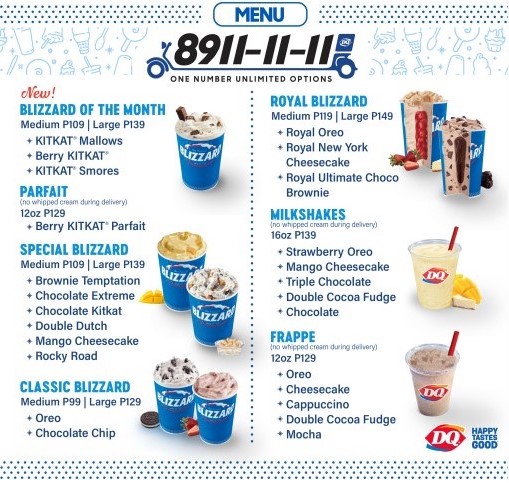 MENU
8911-11-11
ONE NUMBER UNLIMITED OPTIONS
New!
BLIZZARD OF THE MONTH
Medium P109 | Large P139
+ KITKAT® Mallows
+ Berry KITKAT®
+ KITKAT® Smores
PARFAIT
(no whipped cream during delivery)
12oz P129
+ Berry KITKAT® Parfait
SPECIAL BLIZZARD
Medium P109 | Large P139
+ Brownie Temptation
+ Chocolate Extreme
+ Chocolate Kitkat
+ Double Dutch
+ Mango Cheesecake
+ Rocky Road
CLASSIC BLIZZARD
Medium P99 | Large P129
+ Oreo
+ Chocolate Chip
ROYAL BLIZZARD
Medium P119 | Large P149
+ Royal Oreo
+ Royal New York
Cheesecake
+ Royal Ultimate Choco
Brownie
MILKSHAKES
(no whipped cream during delivery)
16oz P139
+ Strawberry Oreo
+ Mango Cheesecake
+ Triple Chocolate
+ Double Cocoa Fudge
+ Chocolate
FRAPPE
(no whipped cream during delivery)
12oz P129
+ Oreo
+ Cheesecake
+ Cappuccino
+ Double Cocoa Fudge
+ Mocha
BLIZZARD
BLIZZARD
BLIZZARD
DQ
DQ
DQ
HAPPY
TASTES
GOOD